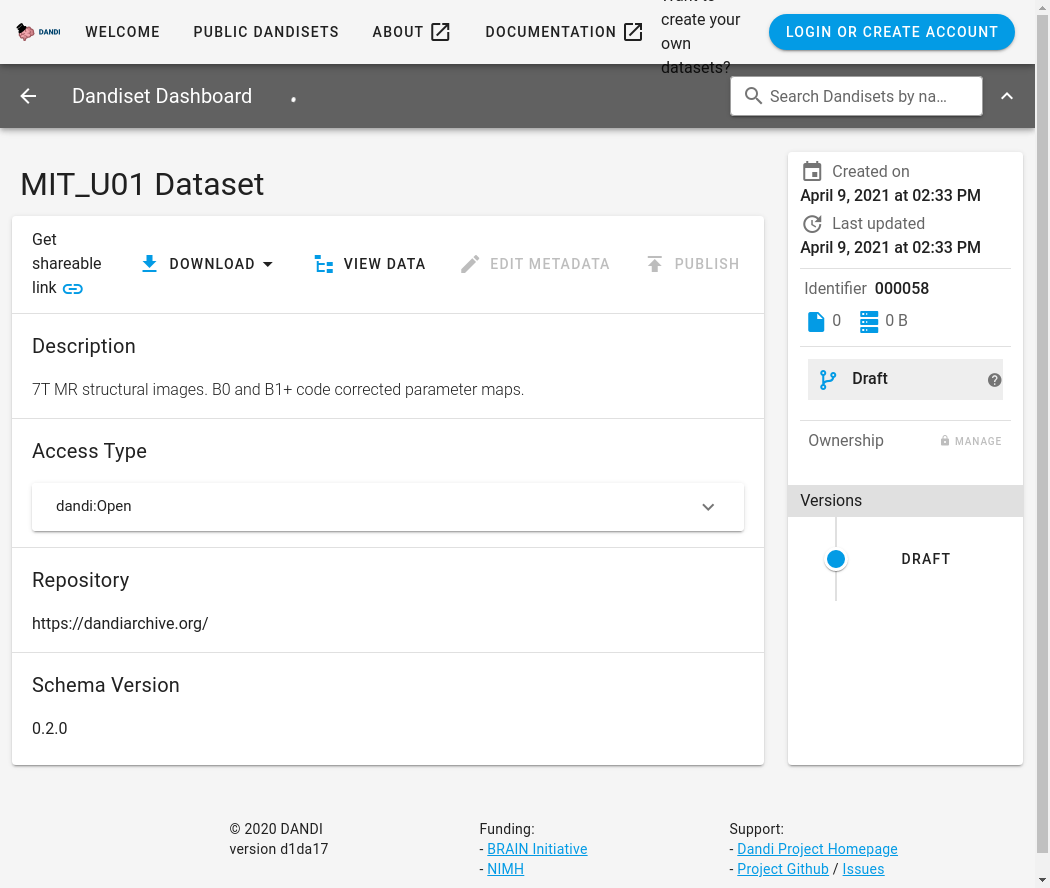 DANDI
WELCOME
PUBLIC DANDISETS
ABOUT
DOCUMENTATION
create your
own
datasets?
LOGIN OR CREATE ACCOUNT
Dandiset Dashboard
Search Dandisets by na...
MIT_U01 Dataset
Get
shareable
link
DOWNLOAD
VIEW DATA
EDIT METADATA
PUBLISH
Description
7T MR structural images. B0 and B1+ code corrected parameter maps.
Access Type
dandi:Open
Repository
https://dandiarchive.org/
Schema Version
0.2.0
Created on
April 9, 2021 at 02:33 PM
Last updated
April 9, 2021 at 02:33 PM
Identifier 000058
0 0 B
Draft
Ownership MANAGE
Versions
DRAFT
© 2020 DANDI
version d1da17
Funding:
- BRAIN Initiative
- NIMH
Support:
- Dandi Project Homepage
- Project Github / Issues